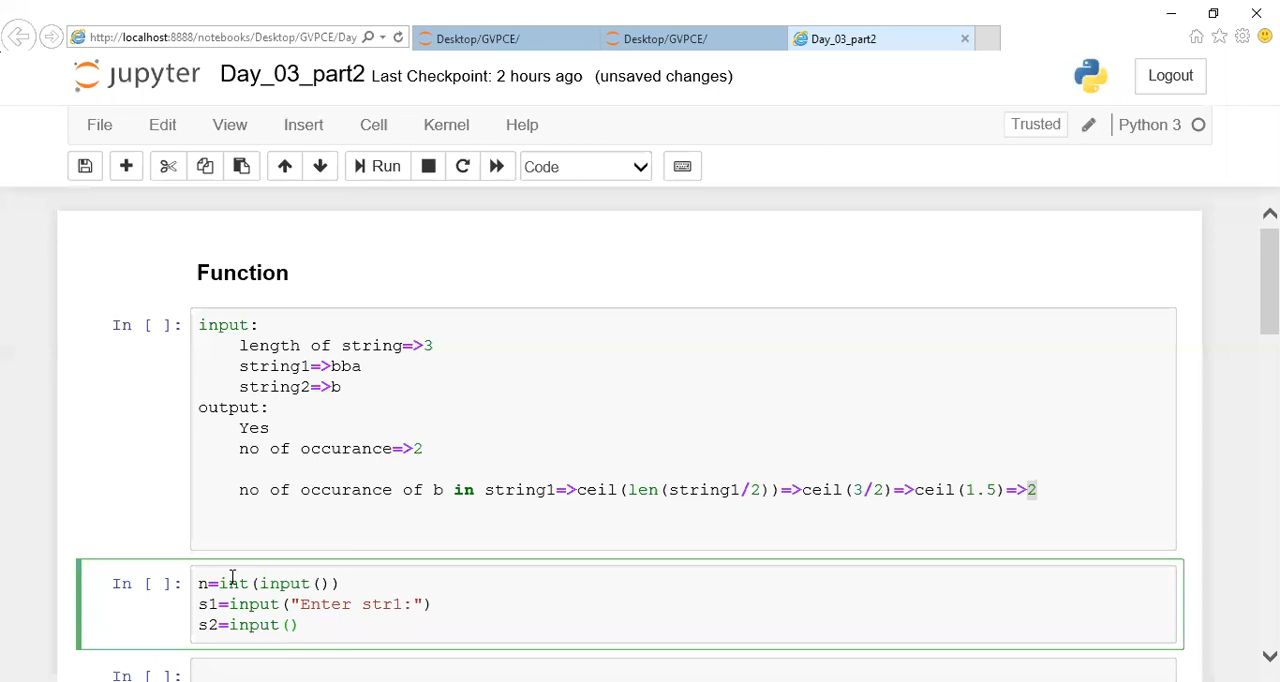 http://localhost:8888/notebooks/Desktop/GVPCE/Day
Desktop/GVPCE/
Desktop/GVPCE/
Day_03_part2
jupyter Day_03_part2 Last Checkpoint: 2 hours ago (unsaved changes)
Logout
File Edit View Insert Cell Kernel Help
Trusted
Python 3
Run
Code
Function
In [ ]:
input:
length of string=>3
string1=>bba
string2=>b
output:
Yes
no of occurance=>2
no of occurance of b in string1=>ceil(len(string1/2))=>ceil(3/2)=>ceil(1.5)=>2
In [ ]:
n=int(input())
s1=input("Enter str1:")
s2=input()
In [ ]: